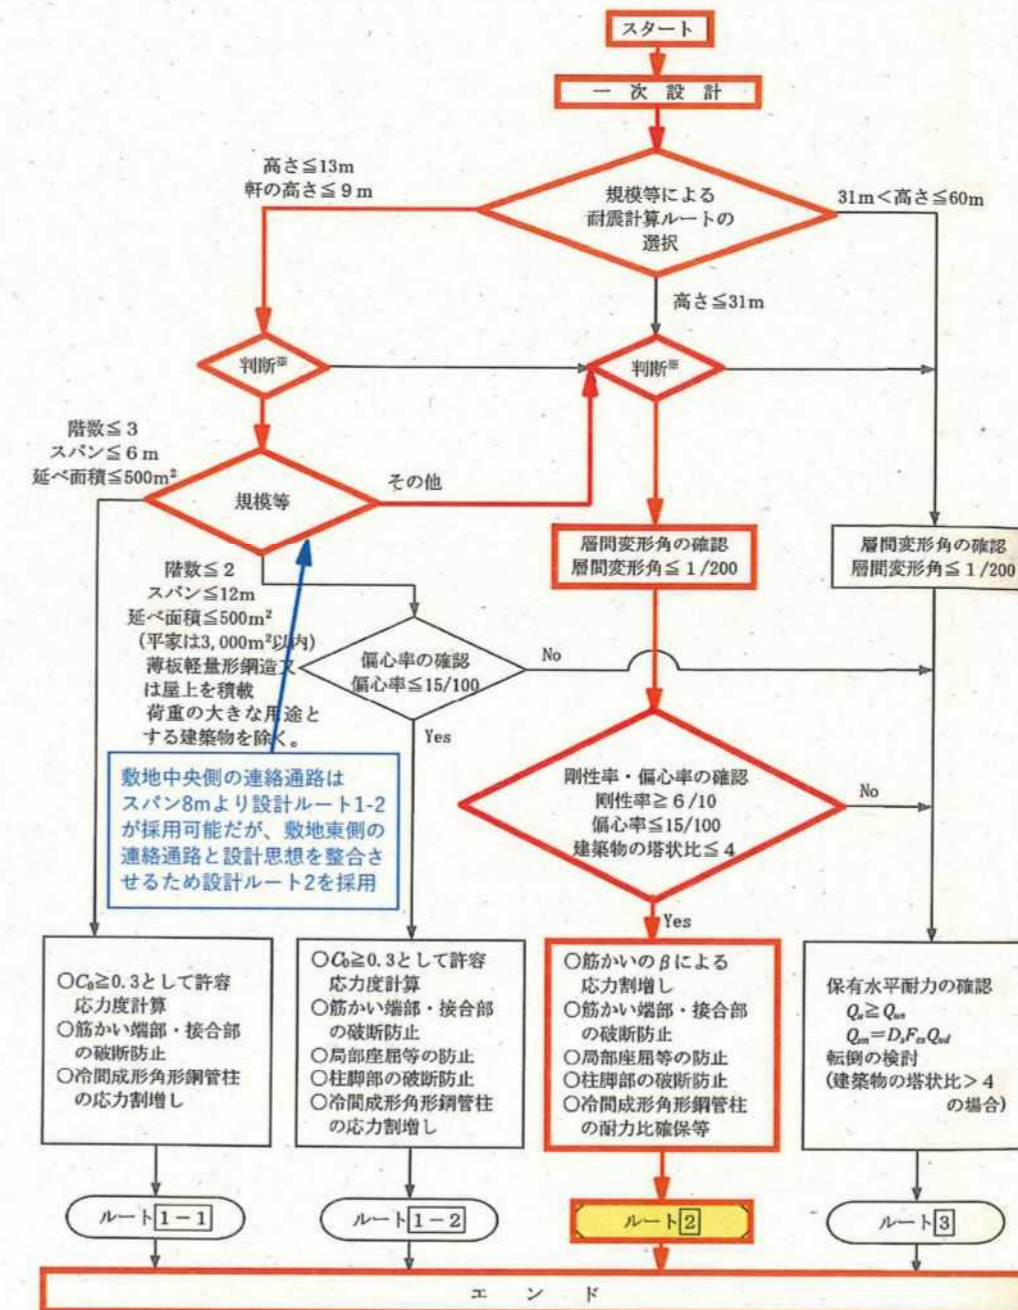 スタート
一次設計
高さ≦13m
軒の高さ≦9m
規模等による
耐震計算ルートの
選択
31m<高さ≦60m
高さ≦31m
判断※
判断※
階数≦3
スパン≦6m
延べ面積≦500m²
規模等
その他
層間変形角の確認
層間変形角≦1/200
層間変形角の確認
層間変形角≦1/200
階数≦2
スパン≦12m
延べ面積≦500m²
(平家は3,000m²以内)
薄板軽量形鋼造又
は屋上を積載
荷重の大きな用途と
する建築物を除く。
偏心率の確認
偏心率≦15/100
No
Yes
敷地中央側の連絡通路は
スパン8mより設計ルート1-2
が採用可能だが、敷地東側の
連絡通路と設計思想を整合さ
せるため設計ルート2を採用
剛性率・偏心率の確認
剛性率≧6/10
偏心率≦15/100
建築物の塔状比≦4
No
Yes
○C₀≧0.3として許容
応力度計算
○筋かい端部・接合部
の破断防止
○冷間成形角形鋼管柱
の応力割増し
○C₀≧0.3として許容
応力度計算
○筋かい端部・接合部
の破断防止
○局部座屈等の防止
○柱脚部の破断防止
○冷間成形角形鋼管柱
の応力割増し
○筋かいのβによる
応力割増し
○筋かい端部・接合部
の破断防止
○局部座屈等の防止
○柱脚部の破断防止
○冷間成形角形鋼管柱
の耐力比確保等
保有水平耐力の確認
Qu≧Qun
Qun=DsFesQud
転倒の検討
(建築物の塔状比>4
の場合)
ルート1-1
ルート1-2
ルート2
ルート3
エンド